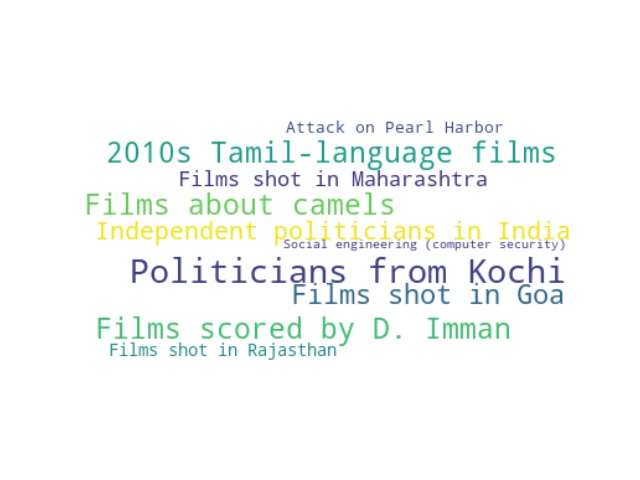 Attack on Pearl Harbor
2010s Tamil-language films
Films shot in Maharashtra
Films about camels
Independent politicians in India
Social engineering (computer security)
Politicians from Kochi
Films shot in Goa
Films scored by D. Imman
Films shot in Rajasthan